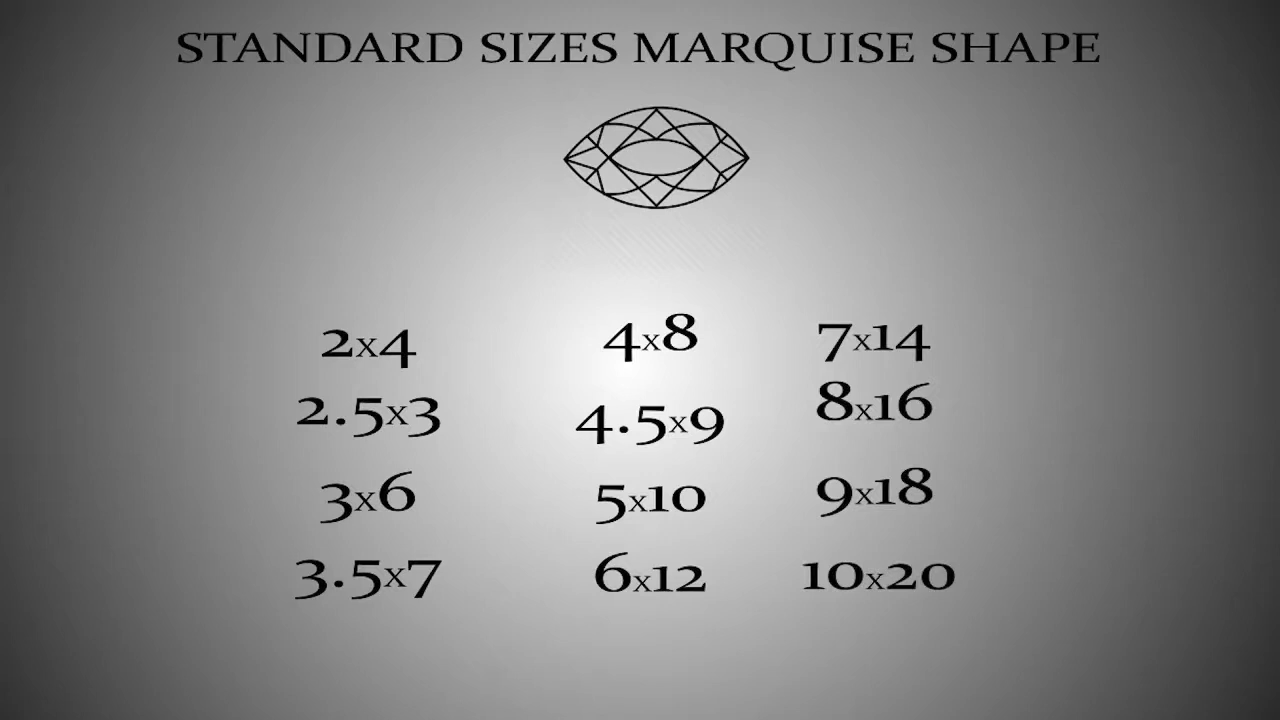 STANDARD SIZES MARQUISE SHAPE
2x4
2.5x3
3x6
3.5x7
4x8
4.5x9
5x10
6x12
7x14
8x16
9x18
10x20